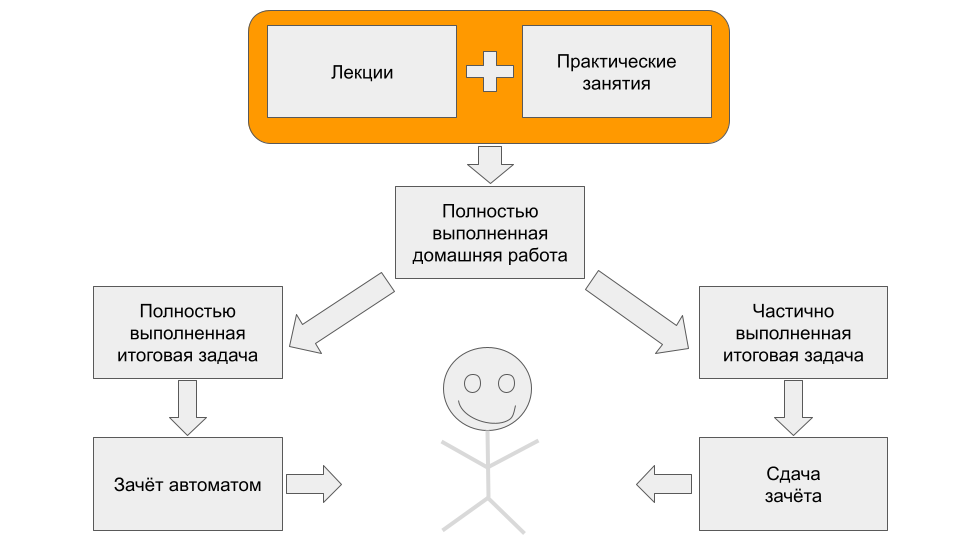 Лекции
Практические
занятия
Полностью
выполненная
домашняя работа
Полностью
выполненная
итоговая задача
Частично
выполненная
итоговая задача
Зачёт автоматом
Сдача
зачёта